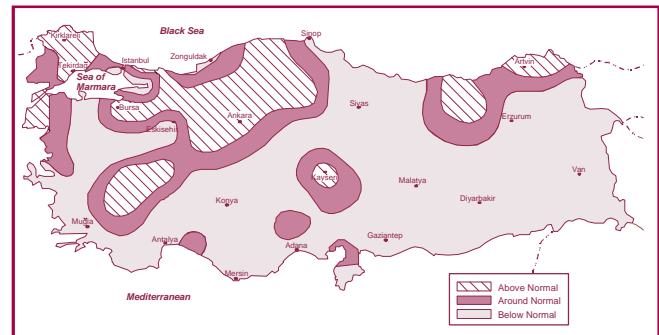 Black Sea
Sinop
Kirklareli
Zonguldak
Istanbul
Artvin
Tekirdag
Sea of
Marmara
Bursa
Sivas
Ankara
Erzurum
Eskisehir
Kayseri
Van
Malatya
Diyarbakir
Konya
Mugla
Antalya
Adana
Gaziantep
Mersin
Mediterranean
Above Normal
Around Normal
Below Normal